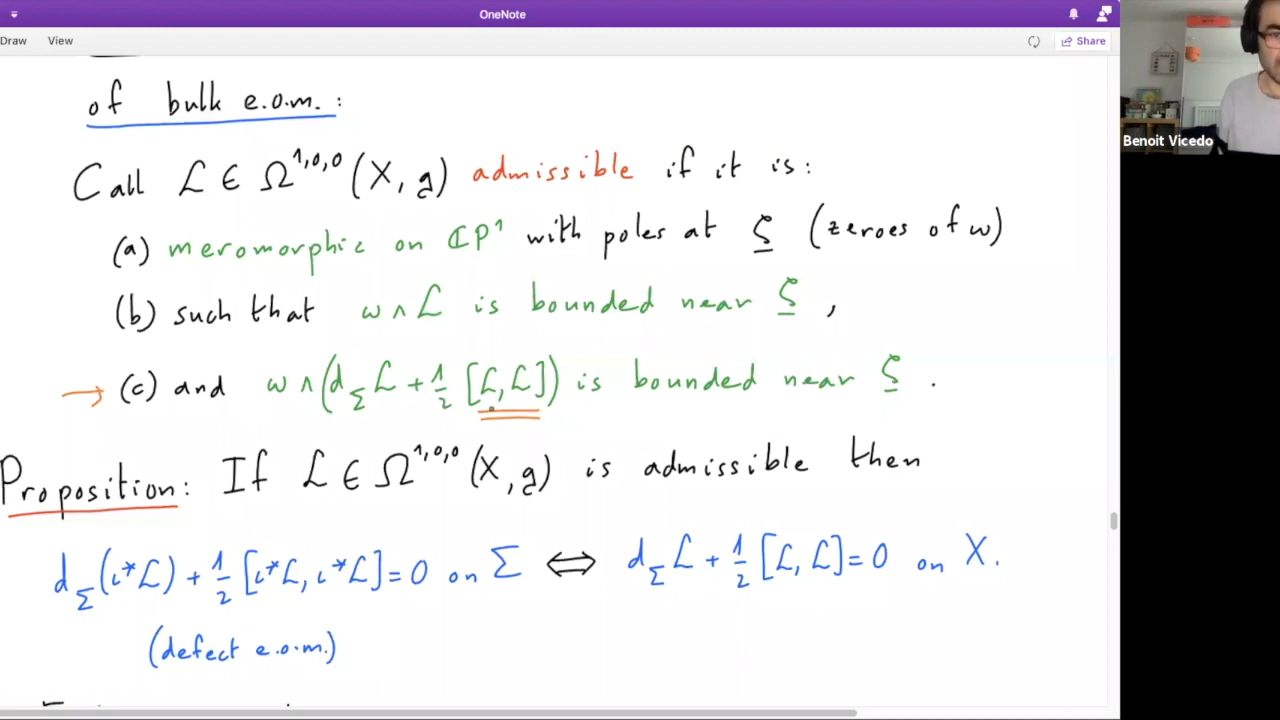 OneNote
Draw View Share
of bulk e.o.m. :
Call ℒ ∈ Ω^{1,0,0}(X, g) admissible if it is:
(a) meromorphic on ℂP¹ with poles at ζ (zeroes of ω)
(b) such that ω ∧ ℒ is bounded near ζ ,
→ (c) and ω ∧ (d_Σ ℒ + ½ [ℒ, ℒ]) is bounded near ζ .
Proposition: If ℒ ∈ Ω^{1,0,0}(X, g) is admissible then
d_Σ(ι*ℒ) + ½ [ι*ℒ, ι*ℒ] = 0 on Σ ⟺ d_Σ ℒ + ½ [ℒ, ℒ] = 0 on X.
(defect e.o.m.)
Benoit Vicedo